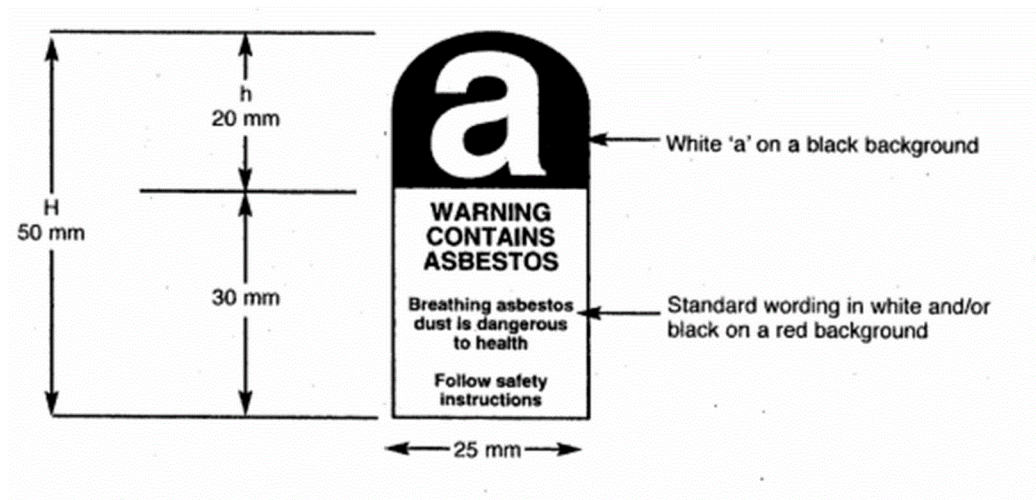 h
20 mm
H
50 mm
30 mm
a
WARNING
CONTAINS
ASBESTOS
Breathing asbestos
dust is dangerous
to health
Follow safety
instructions
25 mm
White ‘a’ on a black background
Standard wording in white and/or
black on a red background